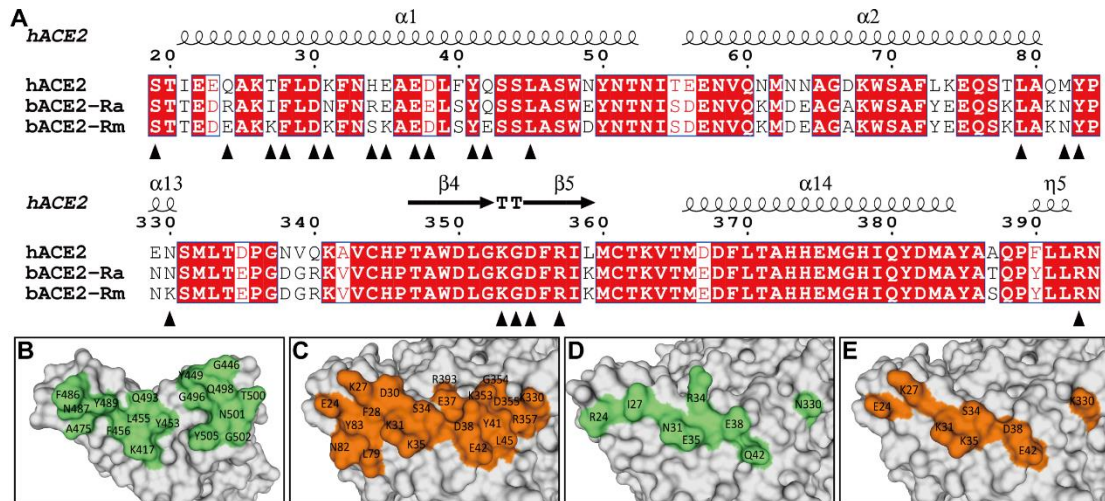 A
α1 α2
hACE2
20 30 40 50 60 70 80
hACE2 STIEEQAKTFLDKFNHEAEDLFYQSSLASWNYNTNITEENVQNMNNAGDKWSAFLKEQSTLAQMYP
bACE2-Ra STTEDRAKIFLDNFNREAEELSYQSSLASWEYNTNISDENVQKMDEAGAKWSAFYEEQSKLAKNYP
bACE2-Rm STTEDEAKKFLDKFNSKAEDLSYESSLASWDYNTNISDENVQKMDEAGAKWSAFYEEQSKLAKNYP
α13 β4 β5 α14 η5
hACE2 TT
330 340 350 360 370 380 390
hACE2 ENSMLTDPGNVQKAVCHPTAWDLGKGDFRILMCTKVTMDDFLTAHHEMGHIQYDMAYAAQPFLLRN
bACE2-Ra NNSMLTEPGDGRKVVCHPTAWDLGKGDFRIKMCTKVTMEDFLTAHHEMGHIQYDMAYATQPYLLRN
bACE2-Rm NKSMLTEPGDGRKVVCHPTAWDLGKGDFRIKMCTKVTMEDFLTAHHEMGHIQYDMAYASQPYLLRN
B
G446
Y449
F486 Q493 G496 Q498 T500
N487 Y489
L455 N501
A475 F456 Y453
Y505 G502
K417
C
R393 G354
K27 D30 K353 K330
E24 E37 D355
F28 S34 R357
Y83 K31 D38 Y41
N82 K35 L45
L79 E42
D
R34
I27 N330
R24
N31 E38
E35
Q42
E
K27
E24 S34 K330
K31 D38
K35
E42